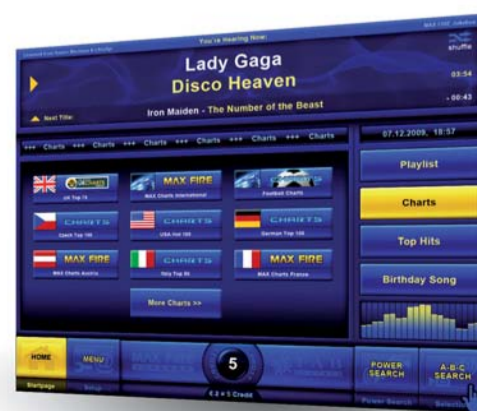 You're Hearing Now:
Lady Gaga
Disco Heaven
shuffle
03:54
Next Title:
Iron Maiden - The Number of the Beast
- 00:43
+++ Charts +++ Charts +++ Charts +++ Charts +++ Charts
07.12.2009, 18:57
UK Top 75
MAX FIRE
MAX Charts International
CHARTS
Football Charts
CHARTS
Czech Top 100
CHARTS
USA Hot 100
CHARTS
German Top 100
MAX FIRE
MAX Charts Austria
CHARTS
Italy Top 50
MAX FIRE
MAX Charts France
More Charts >>
Playlist
Charts
Top Hits
Birthday Song
HOME
Startpage
MENU
Setup
5
€ 2 = 5 Credit
POWER SEARCH
Power Search
A-B-C SEARCH